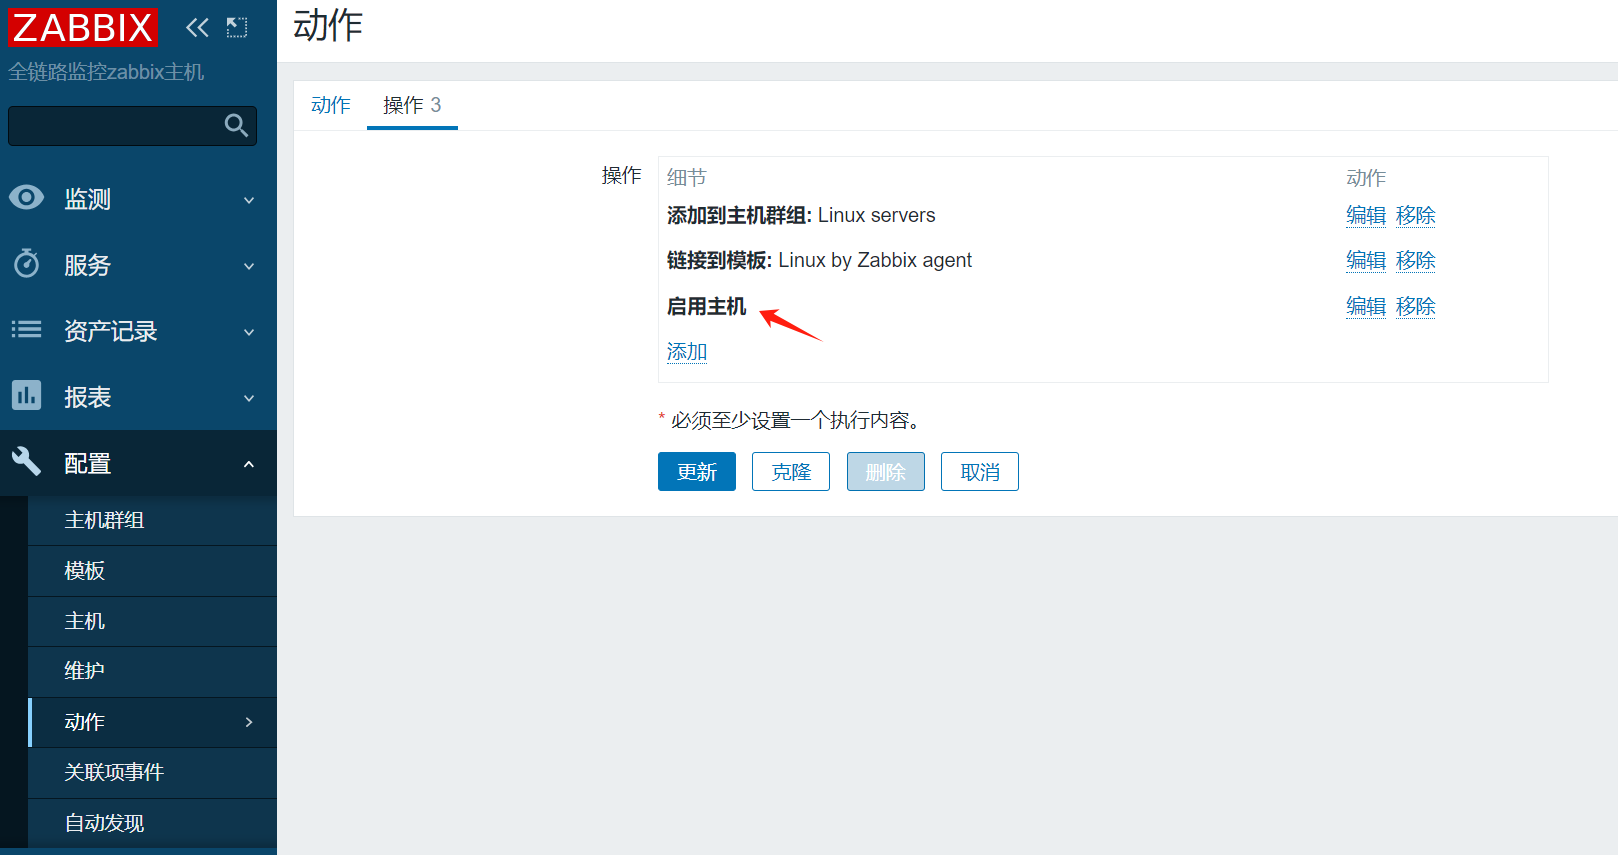 ZABBIX
全链路监控zabbix主机
监测
服务
资产记录
报表
配置
主机群组
模板
主机
维护
动作
关联项事件
自动发现
动作
动作 操作 3
操作 细节 动作
添加到主机群组: Linux servers 编辑 移除
链接到模板: Linux by Zabbix agent 编辑 移除
启用主机 编辑 移除
添加
* 必须至少设置一个执行内容。
更新 克隆 删除 取消